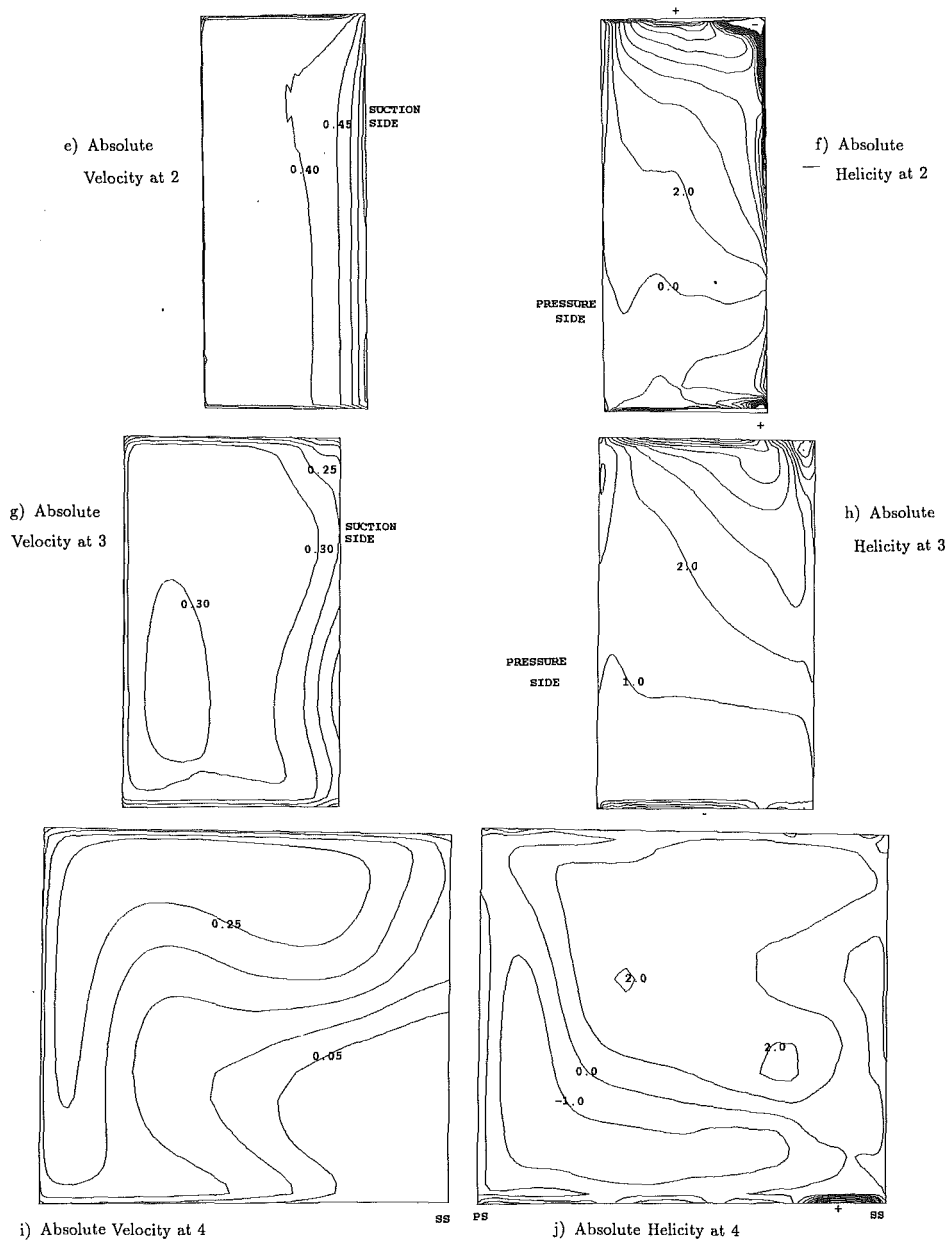 +
-
e) Absolute
Velocity at 2
0.45
SUCTION
SIDE
0.40
f) Absolute
Helicity at 2
2.0
0.0
PRESSURE
SIDE
+
g) Absolute
Velocity at 3
0.25
SUCTION
SIDE
0.30
0.30
h) Absolute
Helicity at 3
2.0
PRESSURE
SIDE
1.0
-
0.25
0.05
SS
i) Absolute Velocity at 4
2.0
2.0
0.0
-1.0
PS
+
SS
j) Absolute Helicity at 4